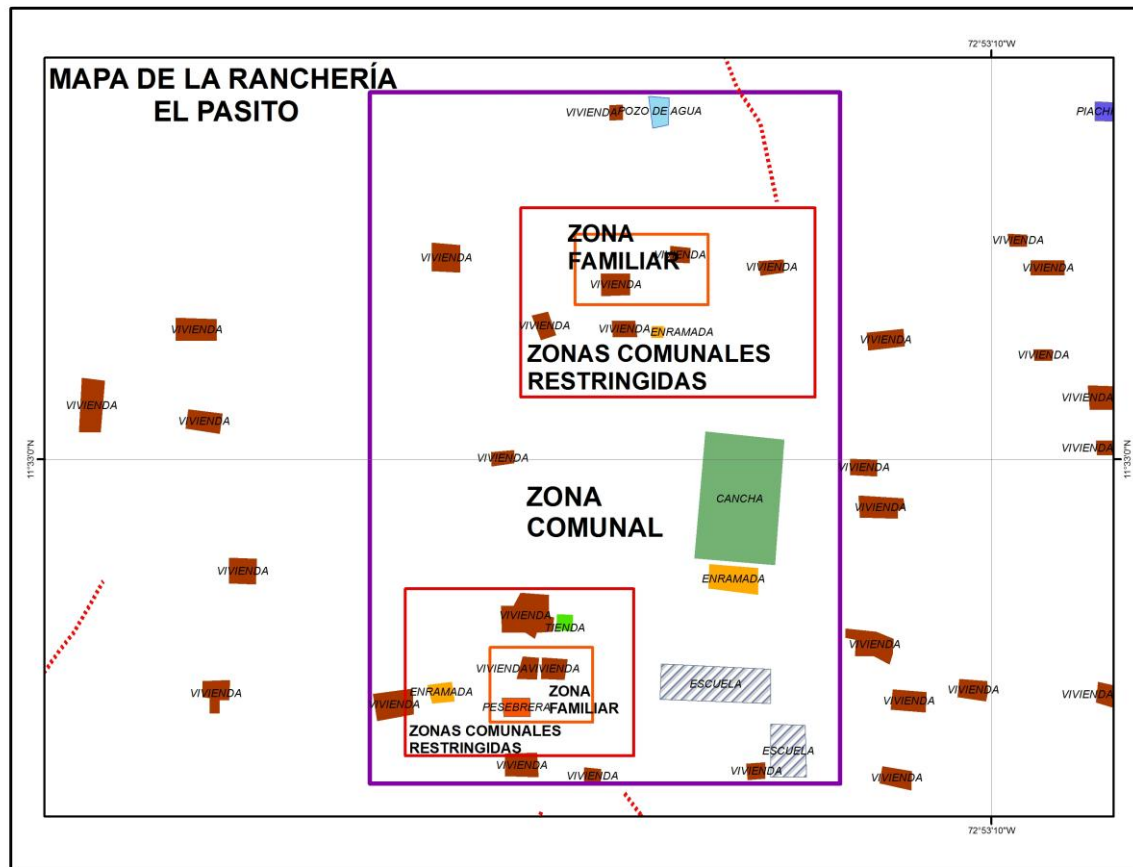 72°53'10"W
MAPA DE LA RANCHERÍA
EL PASITO
VIVIENDA
POZO DE AGUA
PIACHI
ZONA
FAMILIAR
VIVIENDA
VIVIENDA
VIVIENDA
VIVIENDA
VIVIENDA
VIVIENDA
VIVIENDA
VIVIENDA
VIVIENDA
ENRAMADA
VIVIENDA
VIVIENDA
VIVIENDA
ZONAS COMUNALES
RESTRINGIDAS
VIVIENDA
VIVIENDA
VIVIENDA
VIVIENDA
11°33'0"N
11°33'0"N
VIVIENDA
VIVIENDA
ZONA
COMUNAL
CANCHA
VIVIENDA
VIVIENDA
ENRAMADA
VIVIENDA
TIENDA
VIVIENDA
VIVIENDA
VIVIENDA
ESCUELA
VIVIENDA
ENRAMADA
ZONA
FAMILIAR
VIVIENDA
VIVIENDA
VIVIENDA
VIVIENDA
PESEBRERA
ZONAS COMUNALES
RESTRINGIDAS
ESCUELA
VIVIENDA
VIVIENDA
VIVIENDA
VIVIENDA
72°53'10"W